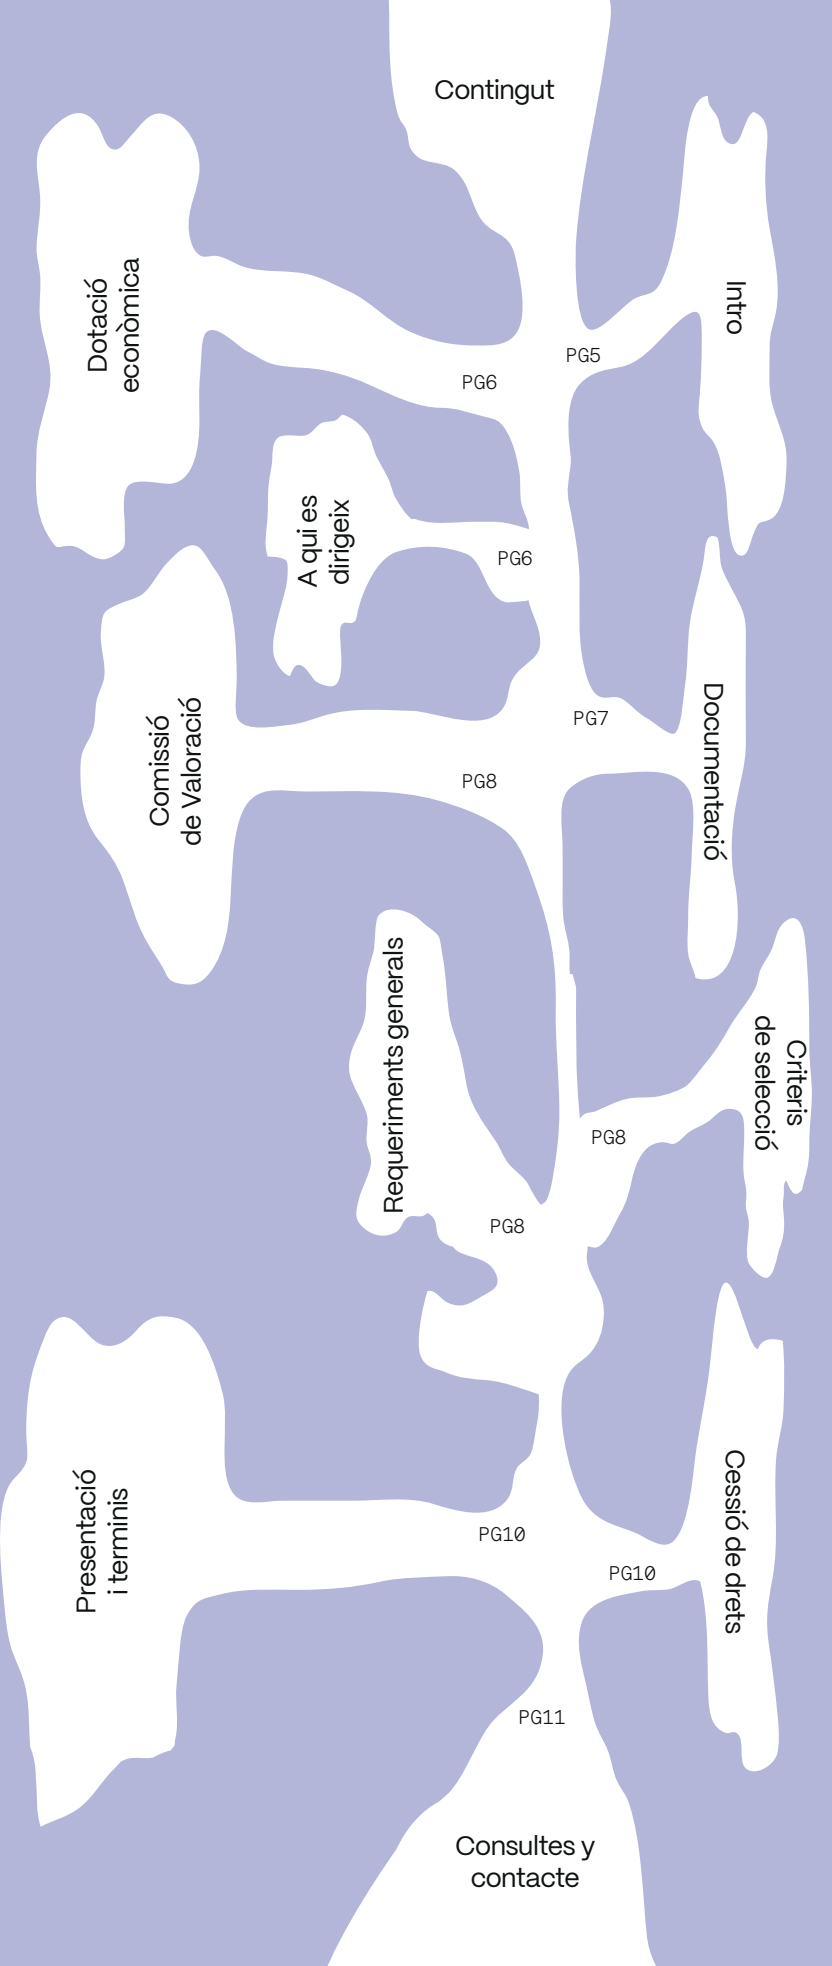 Contingut
Intro
PG5
Dotació
econòmica
PG6
A qui es
dirigeix
PG6
Documentació
PG7
Comissió
de Valoració
PG8
Criteris
de selecció
PG8
Requeriments generals
PG8
Presentació
i terminis
PG10
Cessió de drets
PG10
PG11
Consultes y
contacte